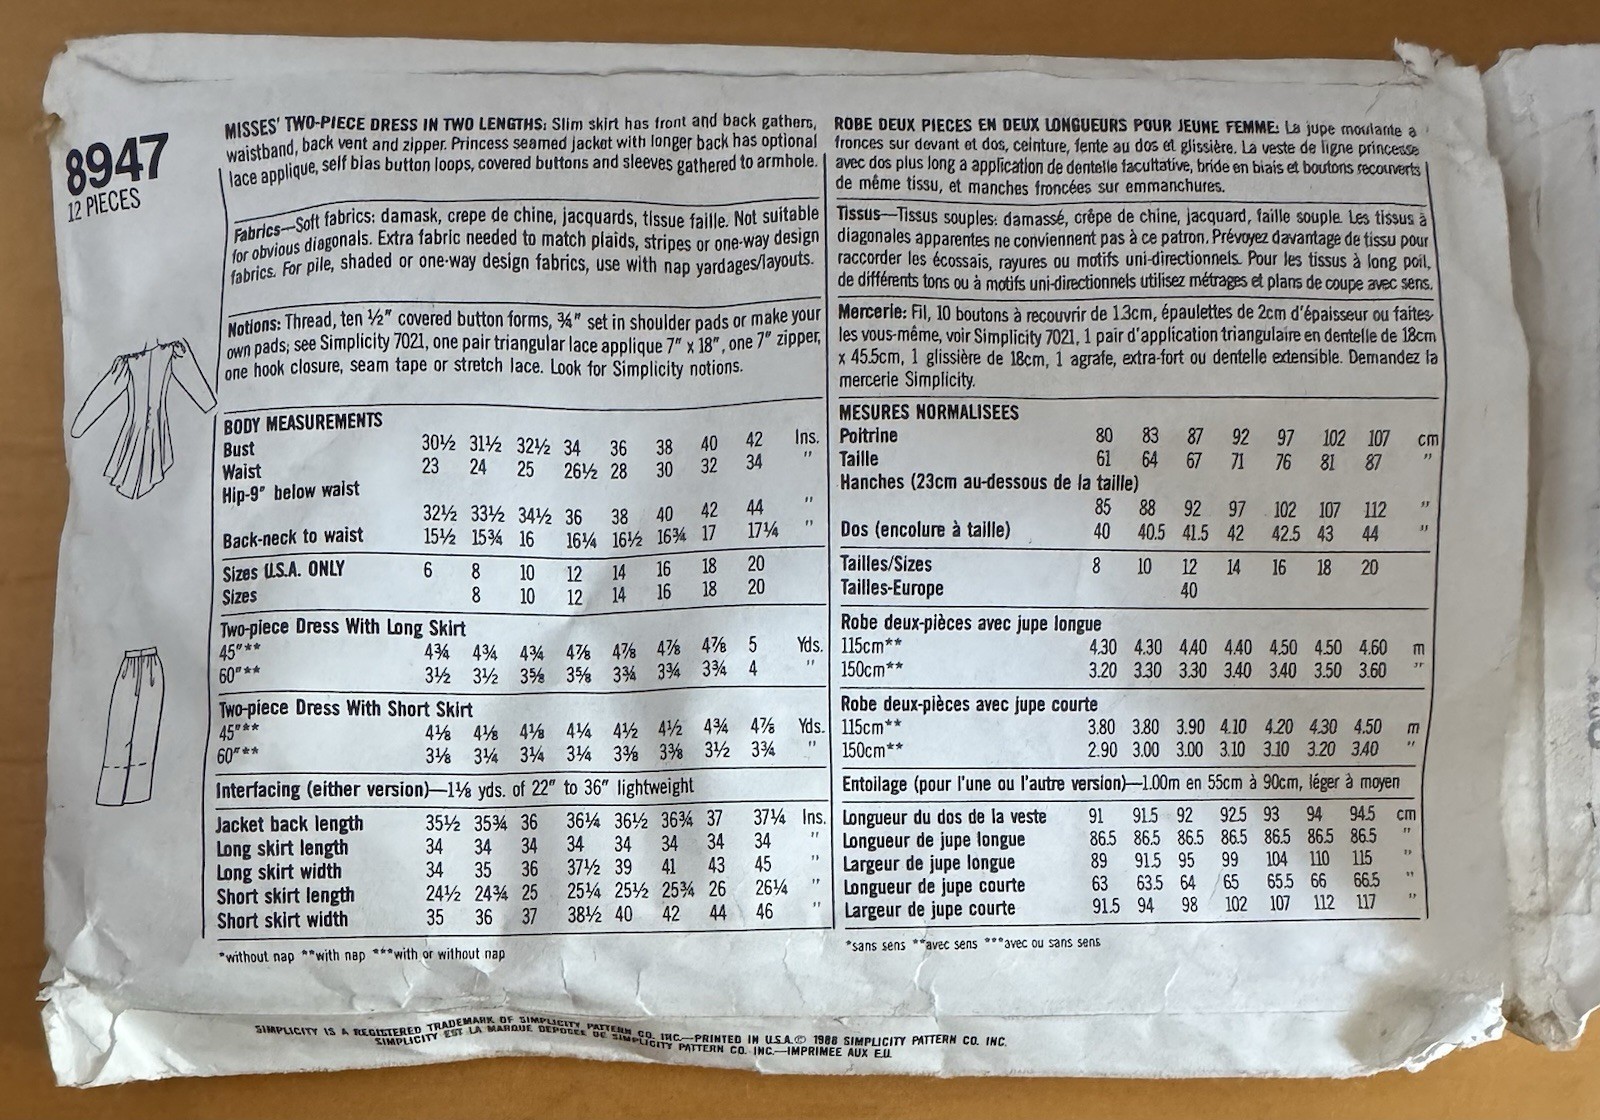 8947
12 PIECES
MISSES' TWO-PIECE DRESS IN TWO LENGTHS: Slim skirt has front and back gathers,
waistband, back vent and zipper. Princess seamed jacket with longer back has optional
lace applique, self bias button loops, covered buttons and sleeves gathered to armhole.
Fabrics—Soft fabrics: damask, crepe de chine, jacquards, tissue faille. Not suitable
for obvious diagonals. Extra fabric needed to match plaids, stripes or one-way design
fabrics. For pile, shaded or one-way design fabrics, use with nap yardages/layouts.
Notions: Thread, ten ½" covered button forms, ¾" set in shoulder pads or make your
own pads; see Simplicity 7021, one pair triangular lace applique 7" x 18", one 7" zipper,
one hook closure, seam tape or stretch lace. Look for Simplicity notions.
BODY MEASUREMENTS
Bust 30½ 31½ 32½ 34 36 38 40 42 Ins.
Waist 23 24 25 26½ 28 30 32 34 "
Hip-9" below waist
32½ 33½ 34½ 36 38 40 42 44 "
Back-neck to waist 15½ 15¾ 16 16¼ 16½ 16¾ 17 17¼ "
Sizes U.S.A. ONLY 6 8 10 12 14 16 18 20
Sizes 8 10 12 14 16 18 20
Two-piece Dress With Long Skirt
45"** 4¾ 4¾ 4¾ 4⅞ 4⅞ 4⅞ 4⅞ 5 Yds.
60"** 3½ 3½ 3⅝ 3⅝ 3¾ 3¾ 3¾ 4 "
Two-piece Dress With Short Skirt
45"** 4⅛ 4⅛ 4⅛ 4¼ 4½ 4½ 4¾ 4⅞ Yds.
60"** 3⅛ 3¼ 3¼ 3¼ 3⅜ 3⅜ 3½ 3¾ "
Interfacing (either version)—1⅛ yds. of 22" to 36" lightweight
Jacket back length 35½ 35¾ 36 36¼ 36½ 36¾ 37 37¼ Ins.
Long skirt length 34 34 34 34 34 34 34 34 "
Long skirt width 34 35 36 37½ 39 41 43 45 "
Short skirt length 24½ 24¾ 25 25¼ 25½ 25¾ 26 26¼ "
Short skirt width 35 36 37 38½ 40 42 44 46 "
*without nap **with nap ***with or without nap
ROBE DEUX PIECES EN DEUX LONGUEURS POUR JEUNE FEMME: La jupe moulante a
fronces sur devant et dos, ceinture, fente au dos et glissière. La veste de ligne princesse
avec dos plus long a application de dentelle facultative, bride en biais et boutons recouverts
de même tissu, et manches froncées sur emmanchures.
Tissus—Tissus souples: damassé, crêpe de chine, jacquard, faille souple. Les tissus à
diagonales apparentes ne conviennent pas à ce patron. Prévoyez davantage de tissu pour
raccorder les écossais, rayures ou motifs uni-directionnels. Pour les tissus à long poil,
de différents tons ou à motifs uni-directionnels utilisez métrages et plans de coupe avec sens.
Mercerie: Fil, 10 boutons à recouvrir de 1.3cm, épaulettes de 2cm d'épaisseur ou faites-
les vous-même, voir Simplicity 7021, 1 pair d'application triangulaire en dentelle de 18cm
x 45.5cm, 1 glissière de 18cm, 1 agrafe, extra-fort ou dentelle extensible. Demandez la
mercerie Simplicity.
MESURES NORMALISEES
Poitrine 80 83 87 92 97 102 107 cm
Taille 61 64 67 71 76 81 87 "
Hanches (23cm au-dessous de la taille)
85 88 92 97 102 107 112 "
Dos (encolure à taille) 40 40.5 41.5 42 42.5 43 44 "
Tailles/Sizes 8 10 12 14 16 18 20
Tailles-Europe 40
Robe deux-pièces avec jupe longue
115cm** 4.30 4.30 4.40 4.40 4.50 4.50 4.60 m
150cm** 3.20 3.30 3.30 3.40 3.40 3.50 3.60 "
Robe deux-pièces avec jupe courte
115cm** 3.80 3.80 3.90 4.10 4.20 4.30 4.50 m
150cm** 2.90 3.00 3.00 3.10 3.10 3.20 3.40 "
Entoilage (pour l'une ou l'autre version)—1.00m en 55cm à 90cm, léger à moyen
Longueur du dos de la veste 91 91.5 92 92.5 93 94 94.5 cm
Longueur de jupe longue 86.5 86.5 86.5 86.5 86.5 86.5 86.5 "
Largeur de jupe longue 89 91.5 95 99 104 110 115 "
Longueur de jupe courte 63 63.5 64 65 65.5 66 66.5 "
Largeur de jupe courte 91.5 94 98 102 107 112 117 "
*sans sens **avec sens ***avec ou sans sens
SIMPLICITY IS A REGISTERED TRADEMARK OF SIMPLICITY PATTERN CO. INC.—PRINTED IN U.S.A. © 1988 SIMPLICITY PATTERN CO. INC.
SIMPLICITY EST LA MARQUE DEPOSEE DE SIMPLICITY PATTERN CO. INC.—IMPRIMEE AUX E.U.